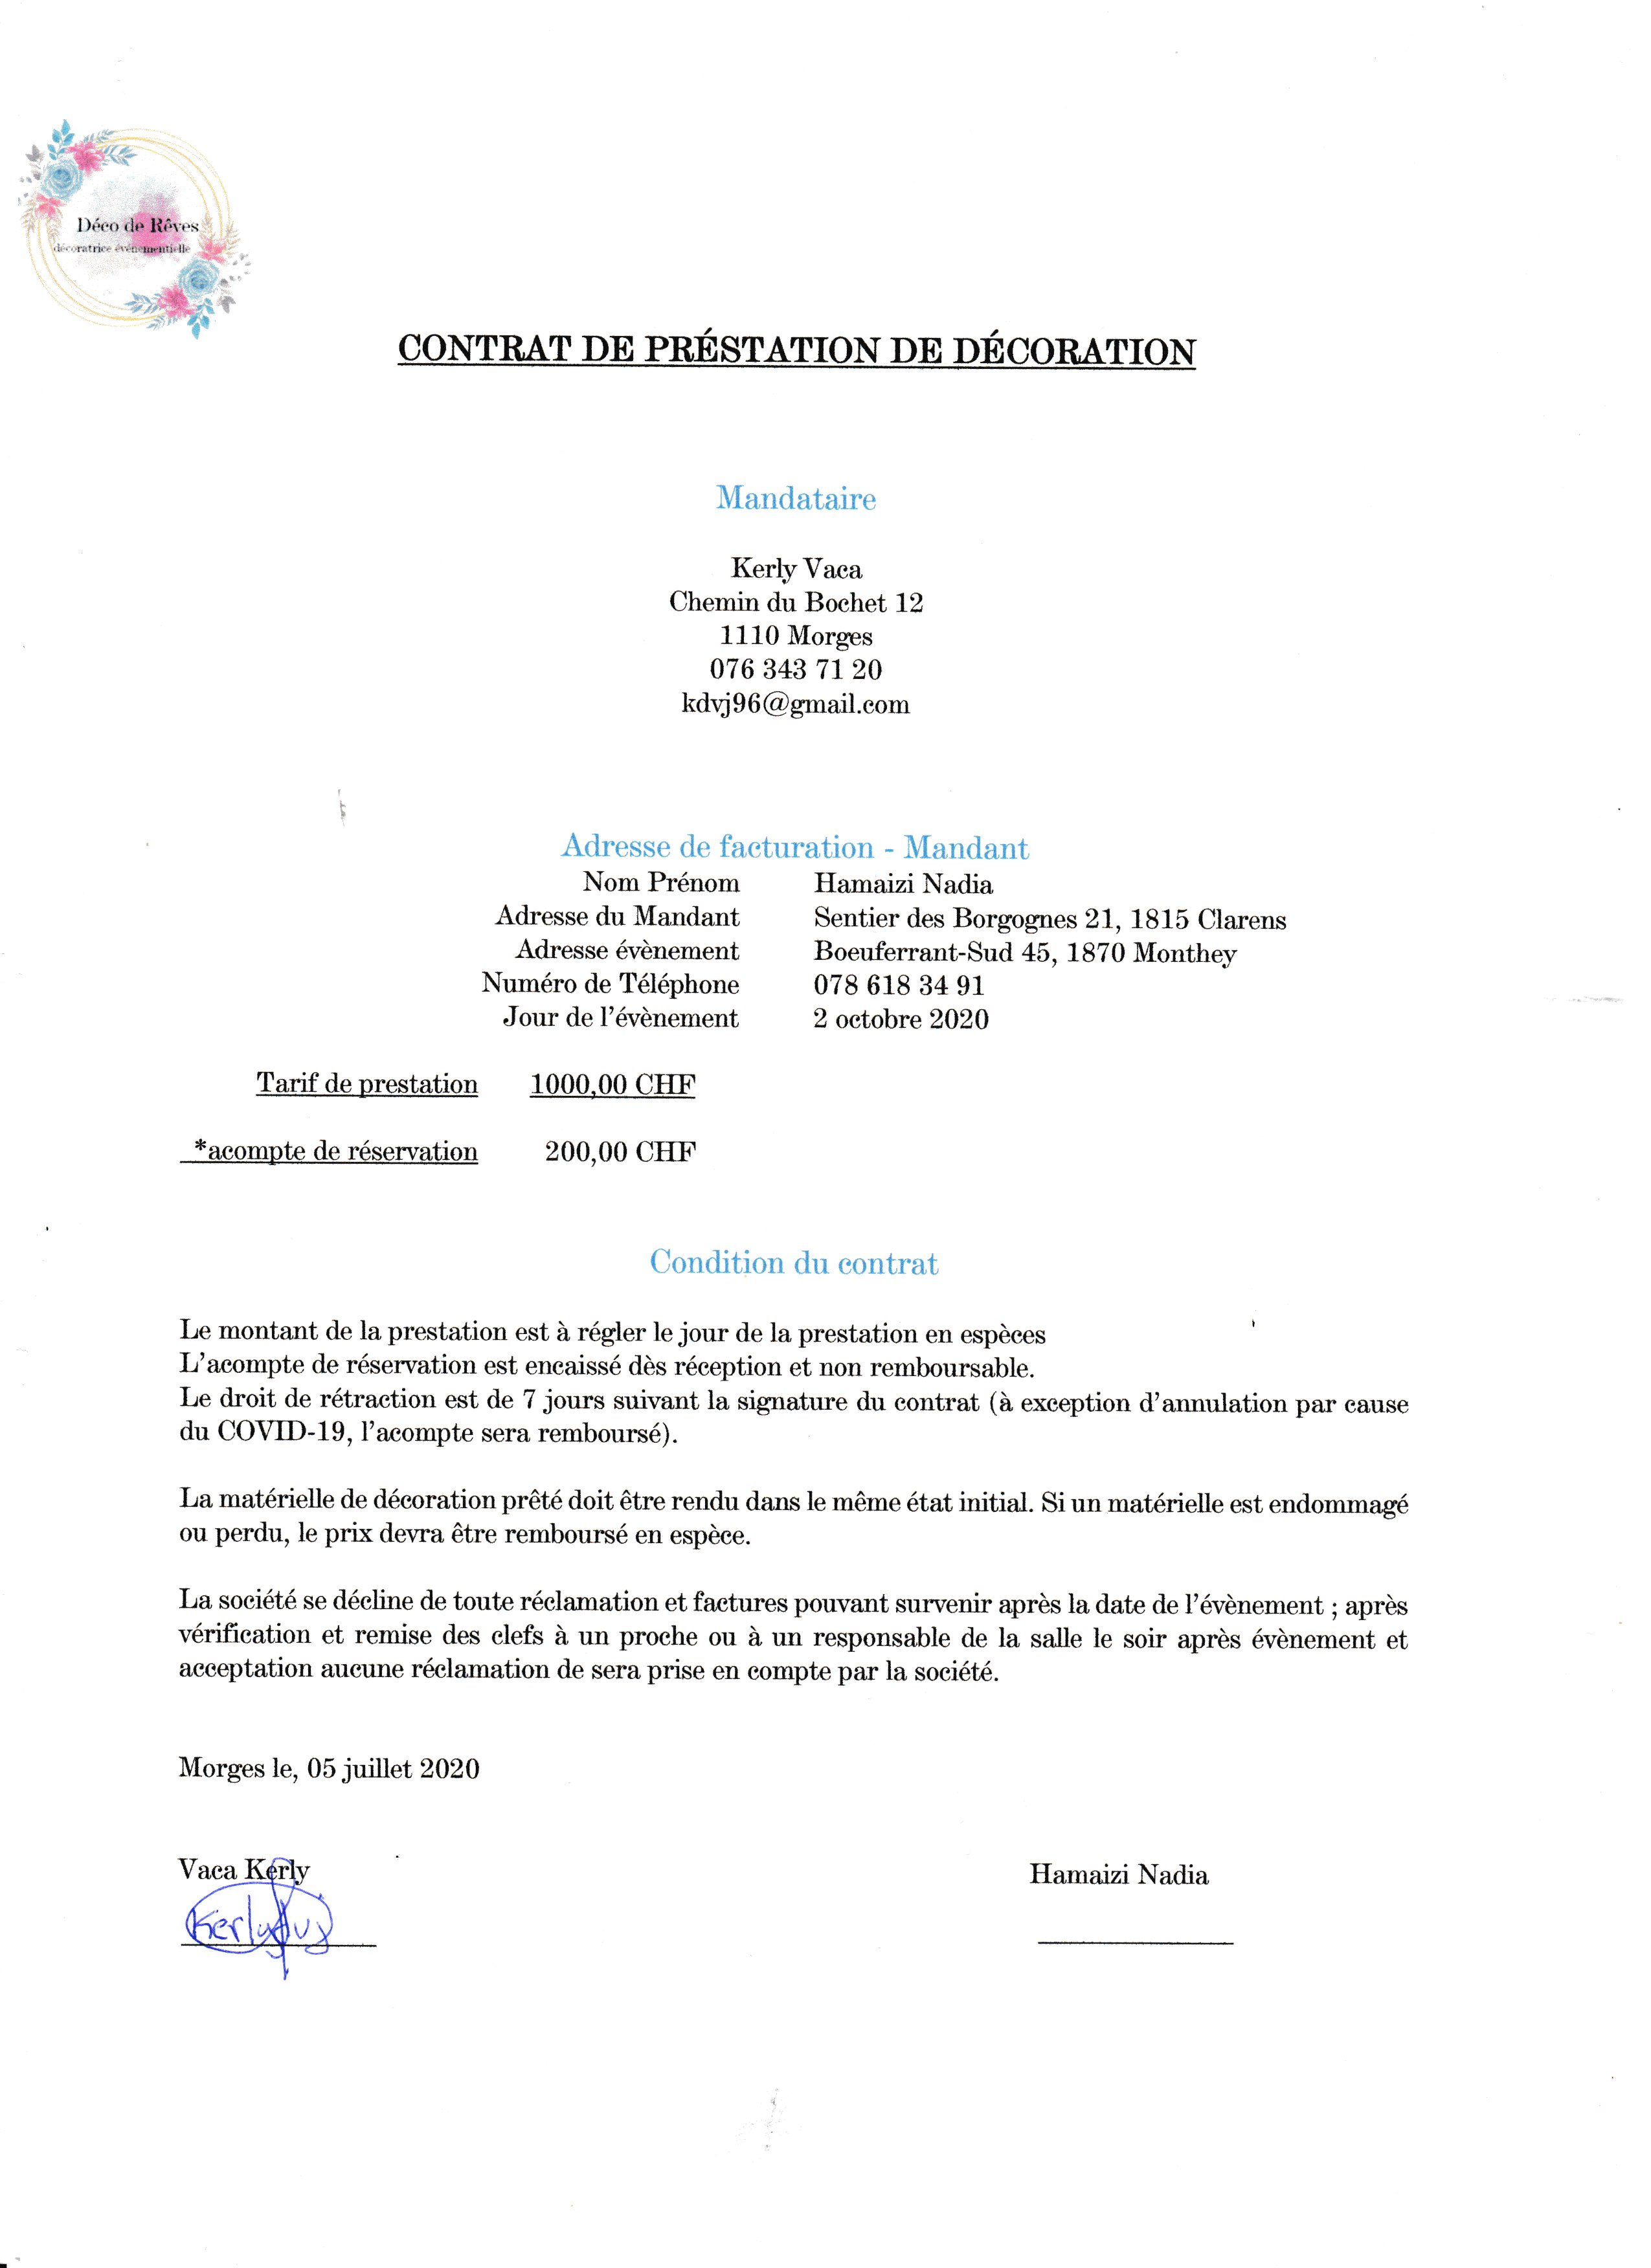 Déco de Rêves
décoratrice événementielle
CONTRAT DE PRÉSTATION DE DÉCORATION
Mandataire
Kerly Vaca
Chemin du Bochet 12
1110 Morges
076 343 71 20
kdvj96@gmail.com
Adresse de facturation - Mandant
Nom Prénom Hamaizi Nadia
Adresse du Mandant Sentier des Borgognes 21, 1815 Clarens
Adresse évènement Boeuferrant-Sud 45, 1870 Monthey
Numéro de Téléphone 078 618 34 91
Jour de l'évènement 2 octobre 2020
Tarif de prestation 1000,00 CHF
*acompte de réservation 200,00 CHF
Condition du contrat
Le montant de la prestation est à régler le jour de la prestation en espèces
L'acompte de réservation est encaissé dès réception et non remboursable.
Le droit de rétraction est de 7 jours suivant la signature du contrat (à exception d'annulation par cause
du COVID-19, l'acompte sera remboursé).
La matérielle de décoration prêté doit être rendu dans le même état initial. Si un matérielle est endommagé
ou perdu, le prix devra être remboursé en espèce.
La société se décline de toute réclamation et factures pouvant survenir après la date de l'évènement ; après
vérification et remise des clefs à un proche ou à un responsable de la salle le soir après évènement et
acceptation aucune réclamation de sera prise en compte par la société.
Morges le, 05 juillet 2020
Vaca Kerly Hamaizi Nadia
Kerly